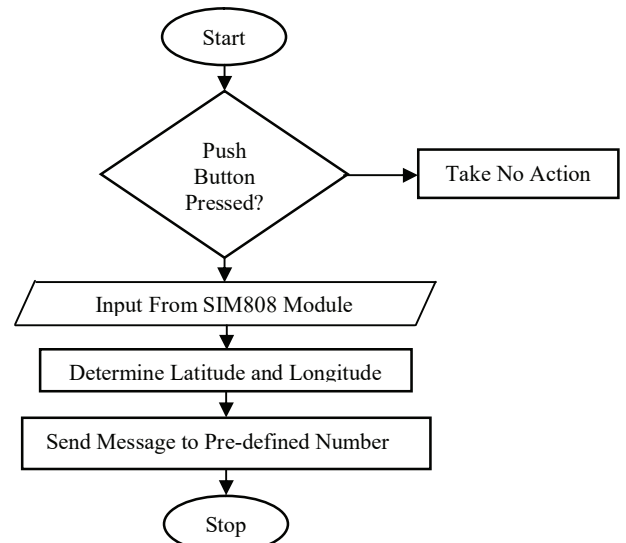 Start
Push
Button
Pressed?
Take No Action
Input From SIM808 Module
Determine Latitude and Longitude
Send Message to Pre-defined Number
Stop